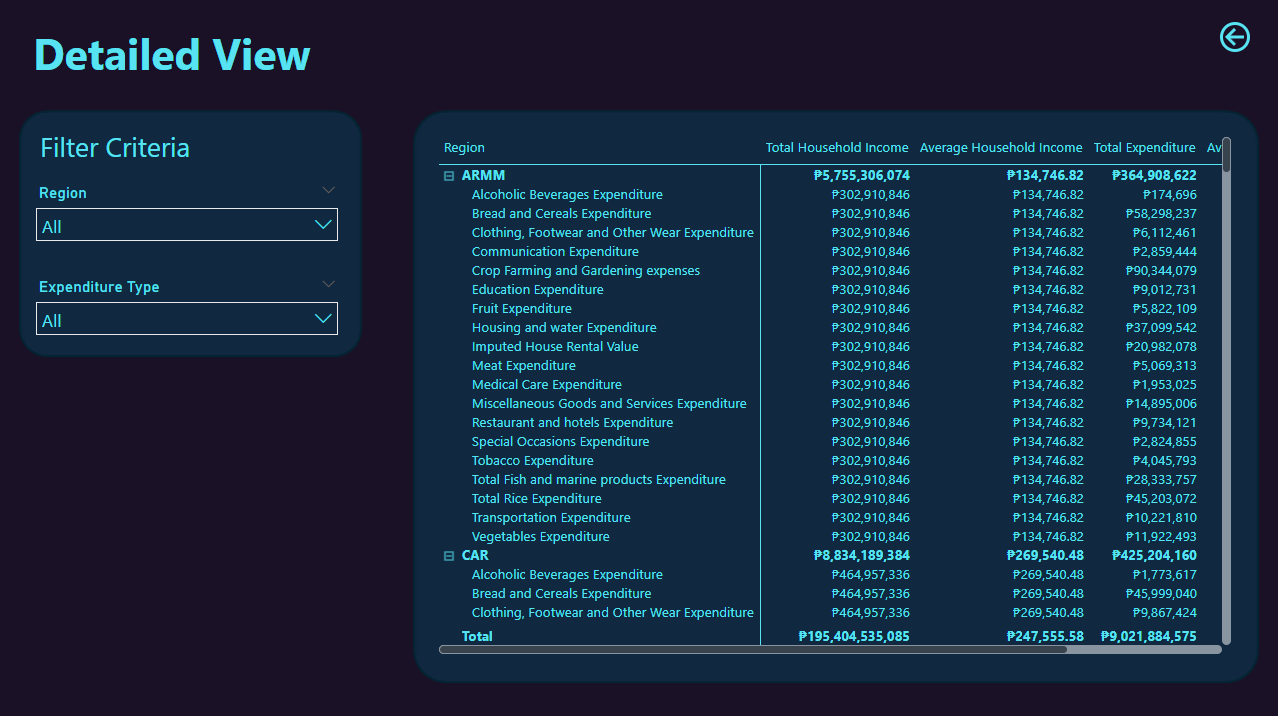 Detailed View
Filter Criteria
Region
All
Expenditure Type
All
Region Total Household Income Average Household Income Total Expenditure Av
ARMM ₱5,755,306,074 ₱134,746.82 ₱364,908,622
Alcoholic Beverages Expenditure ₱302,910,846 ₱134,746.82 ₱174,696
Bread and Cereals Expenditure ₱302,910,846 ₱134,746.82 ₱58,298,237
Clothing, Footwear and Other Wear Expenditure ₱302,910,846 ₱134,746.82 ₱6,112,461
Communication Expenditure ₱302,910,846 ₱134,746.82 ₱2,859,444
Crop Farming and Gardening expenses ₱302,910,846 ₱134,746.82 ₱90,344,079
Education Expenditure ₱302,910,846 ₱134,746.82 ₱9,012,731
Fruit Expenditure ₱302,910,846 ₱134,746.82 ₱5,822,109
Housing and water Expenditure ₱302,910,846 ₱134,746.82 ₱37,099,542
Imputed House Rental Value ₱302,910,846 ₱134,746.82 ₱20,982,078
Meat Expenditure ₱302,910,846 ₱134,746.82 ₱5,069,313
Medical Care Expenditure ₱302,910,846 ₱134,746.82 ₱1,953,025
Miscellaneous Goods and Services Expenditure ₱302,910,846 ₱134,746.82 ₱14,895,006
Restaurant and hotels Expenditure ₱302,910,846 ₱134,746.82 ₱9,734,121
Special Occasions Expenditure ₱302,910,846 ₱134,746.82 ₱2,824,855
Tobacco Expenditure ₱302,910,846 ₱134,746.82 ₱4,045,793
Total Fish and marine products Expenditure ₱302,910,846 ₱134,746.82 ₱28,333,757
Total Rice Expenditure ₱302,910,846 ₱134,746.82 ₱45,203,072
Transportation Expenditure ₱302,910,846 ₱134,746.82 ₱10,221,810
Vegetables Expenditure ₱302,910,846 ₱134,746.82 ₱11,922,493
CAR ₱8,834,189,384 ₱269,540.48 ₱425,204,160
Alcoholic Beverages Expenditure ₱464,957,336 ₱269,540.48 ₱1,773,617
Bread and Cereals Expenditure ₱464,957,336 ₱269,540.48 ₱45,999,040
Clothing, Footwear and Other Wear Expenditure ₱464,957,336 ₱269,540.48 ₱9,867,424
Total ₱195,404,535,085 ₱247,555.58 ₱9,021,884,575